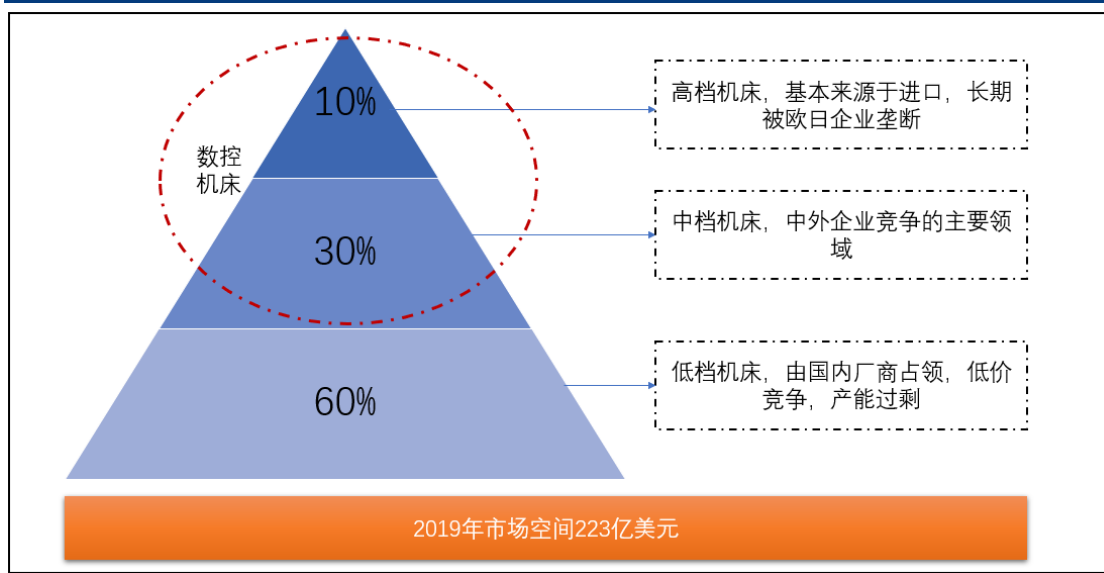 10%
高档机床，基本来源于进口，长期
被欧日企业垄断
数控
机床
30%
中档机床，中外企业竞争的主要领
域
60%
低档机床，由国内厂商占领，低价
竞争，产能过剩
2019年市场空间223亿美元